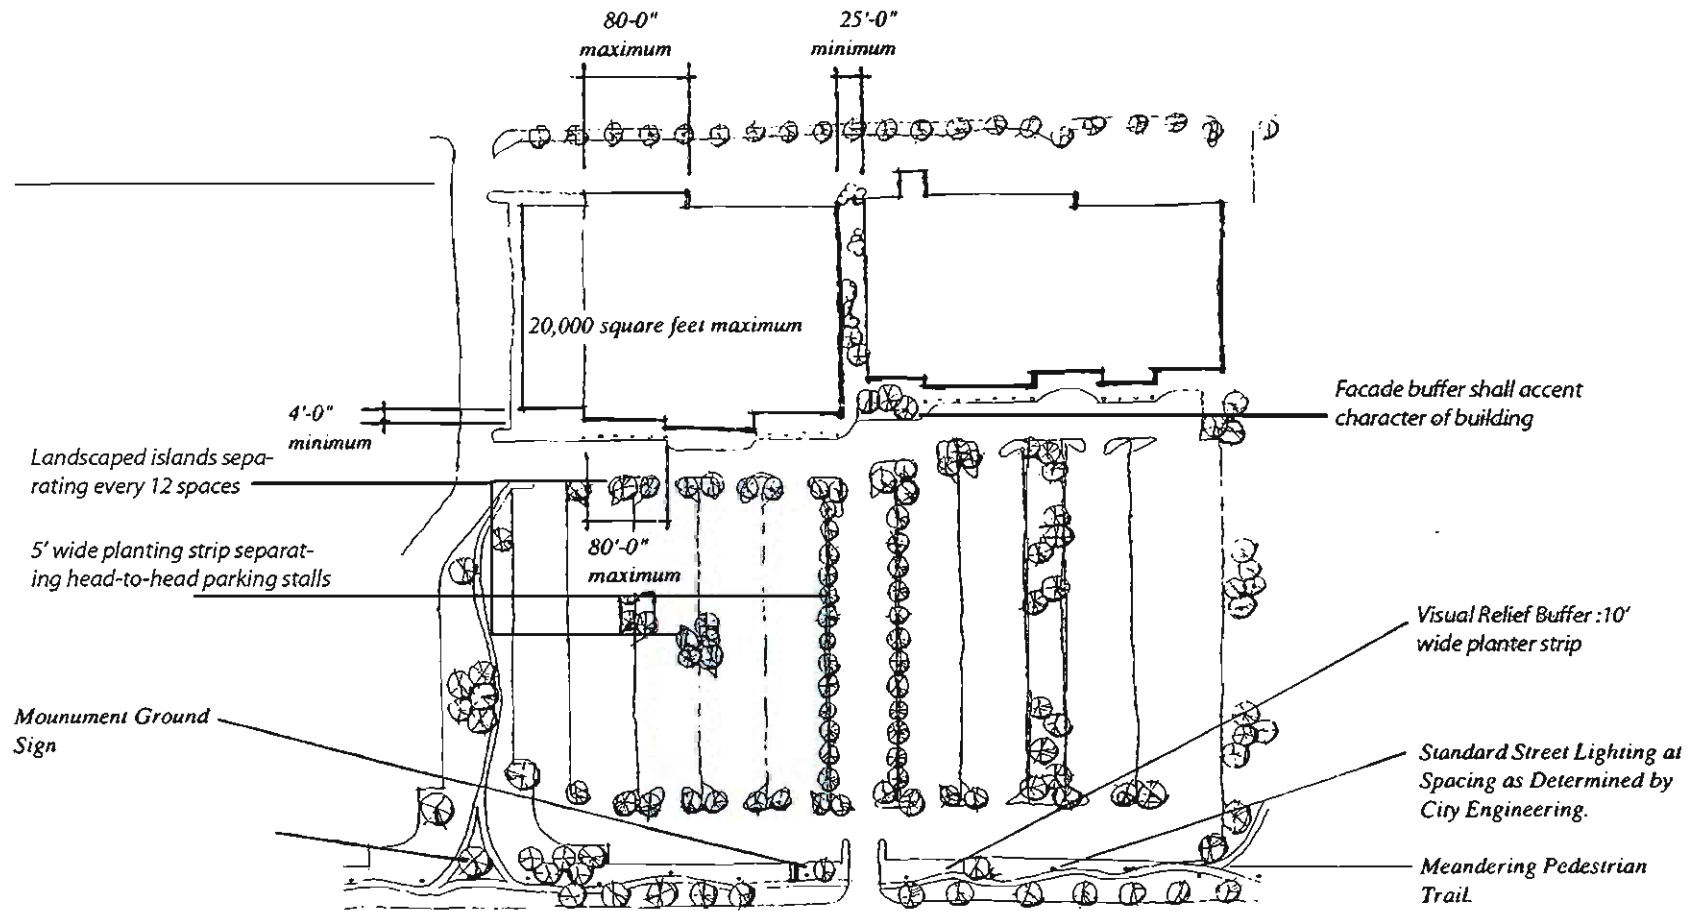 80-0"
maximum
25'-0"
minimum
20,000 square feet maximum
4'-0"
minimum
Facade buffer shall accent
character of building
Landscaped islands sepa-
rating every 12 spaces
5' wide planting strip separat-
ing head-to-head parking stalls
80'-0"
maximum
Visual Relief Buffer :10'
wide planter strip
Mounument Ground
Sign
Standard Street Lighting at
Spacing as Determined by
City Engineering.
Meandering Pedestrian
Trail.